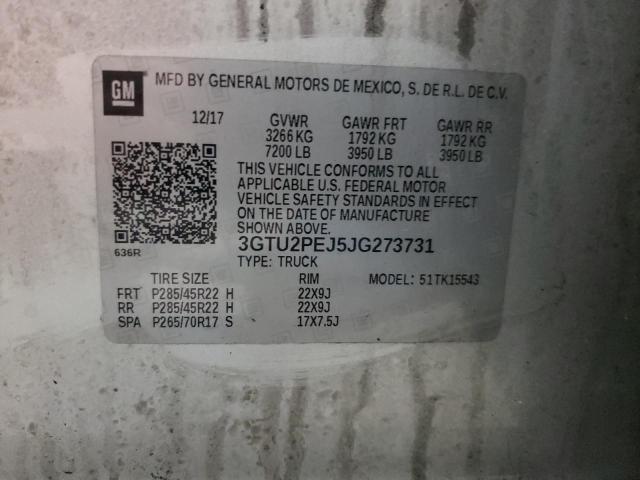 GM
MFD BY GENERAL MOTORS DE MEXICO, S. DE R.L. DE C.V.
12/17 GVWR GAWR FRT GAWR RR
3266 KG 1792 KG 1792 KG
7200 LB 3950 LB 3950 LB
THIS VEHICLE CONFORMS TO ALL
APPLICABLE U.S. FEDERAL MOTOR
VEHICLE SAFETY STANDARDS IN EFFECT
ON THE DATE OF MANUFACTURE
SHOWN ABOVE.
636R
3GTU2PEJ5JG273731
TYPE: TRUCK
TIRE SIZE RIM MODEL: 51TK15543
FRT P285/45R22 H 22X9J
RR P285/45R22 H 22X9J
SPA P265/70R17 S 17X7.5J